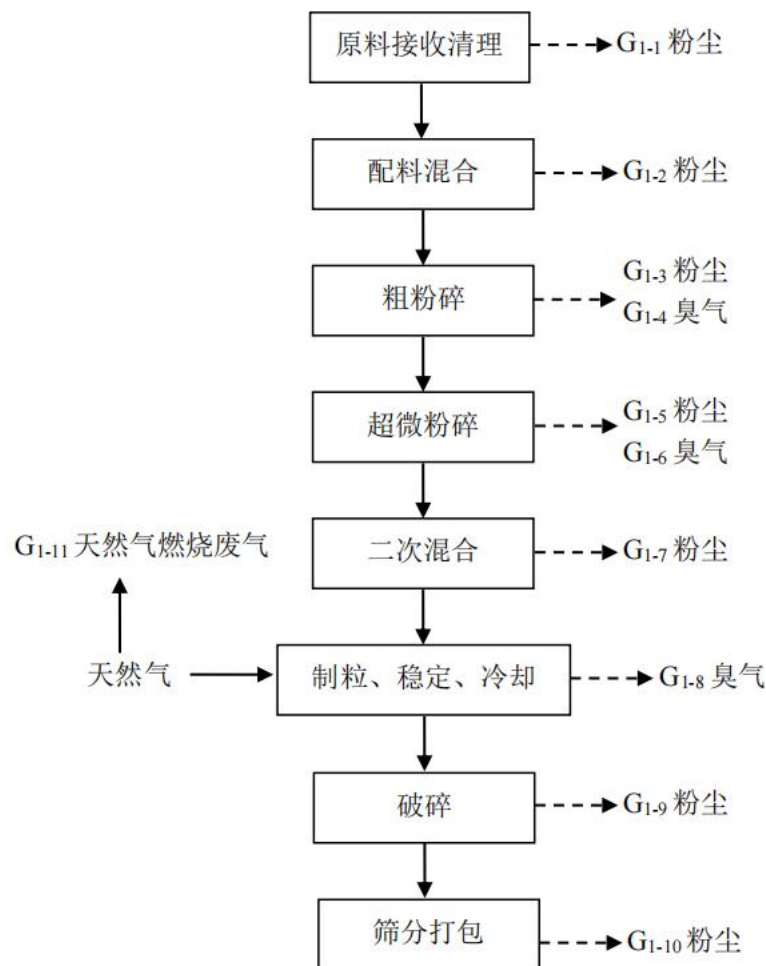 原料接收清理
G1-1 粉尘
配料混合
G1-2 粉尘
G1-3 粉尘
粗粉碎
G1-4 臭气
G1-5 粉尘
超微粉碎
G1-6 臭气
G1-11 天然气燃烧废气
二次混合
G1-7 粉尘
天然气
制粒、稳定、冷却
G1-8 臭气
破碎
G1-9 粉尘
筛分打包
G1-10 粉尘